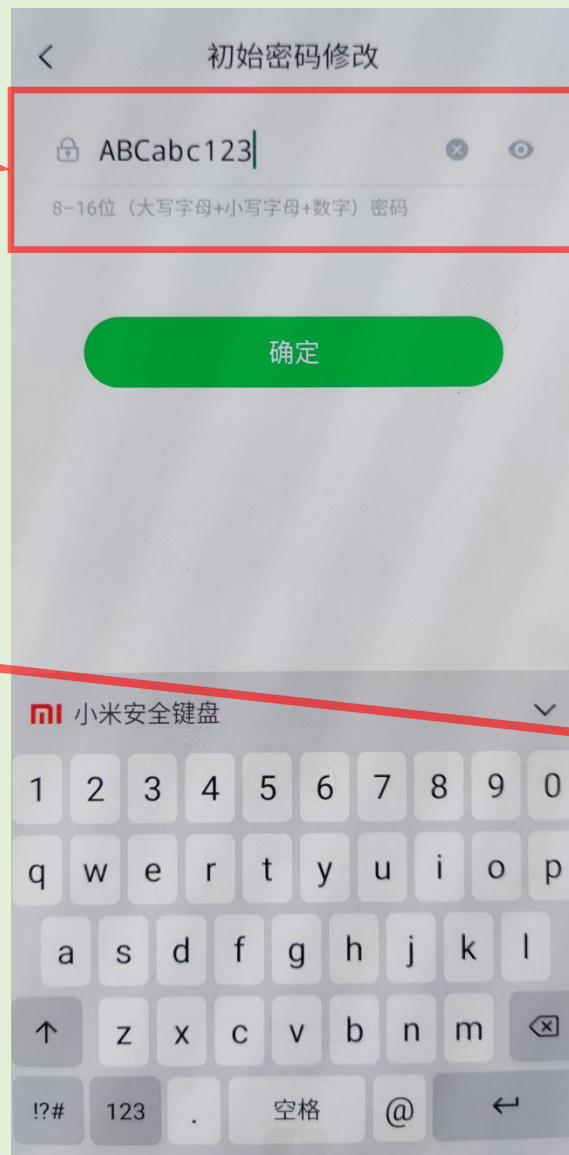 初始密码修改
ABCabc123
8-16位（大写字母+小写字母+数字）密码
确定
小米安全键盘
1 2 3 4 5 6 7 8 9 0
q w e r t y u i o p
a s d f g h j k l
z x c v b n m
!?# 123 . 空格 @